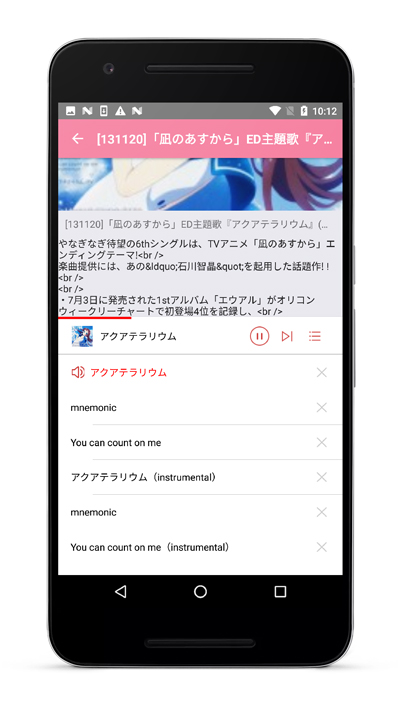 10:12
[131120]「凪のあすから」ED主題歌『ア...
[131120]「凪のあすから」ED主題歌『アクアテラリウム』(...
やなぎなぎ待望の6thシングルは、TVアニメ「凪のあすから」エ
ンディングテーマ!<br />
楽曲提供には、あの&ldquo;石川智晶&quot;を起用した話題作! !
<br />
<br />
・7月3日に発売された1stアルバム「エウアル」がオリコン
ウィークリーチャートで初登場4位を記録し、<br />
アクアテラリウム
アクアテラリウム
mnemonic
You can count on me
アクアテラリウム（instrumental）
mnemonic
You can count on me（instrumental）